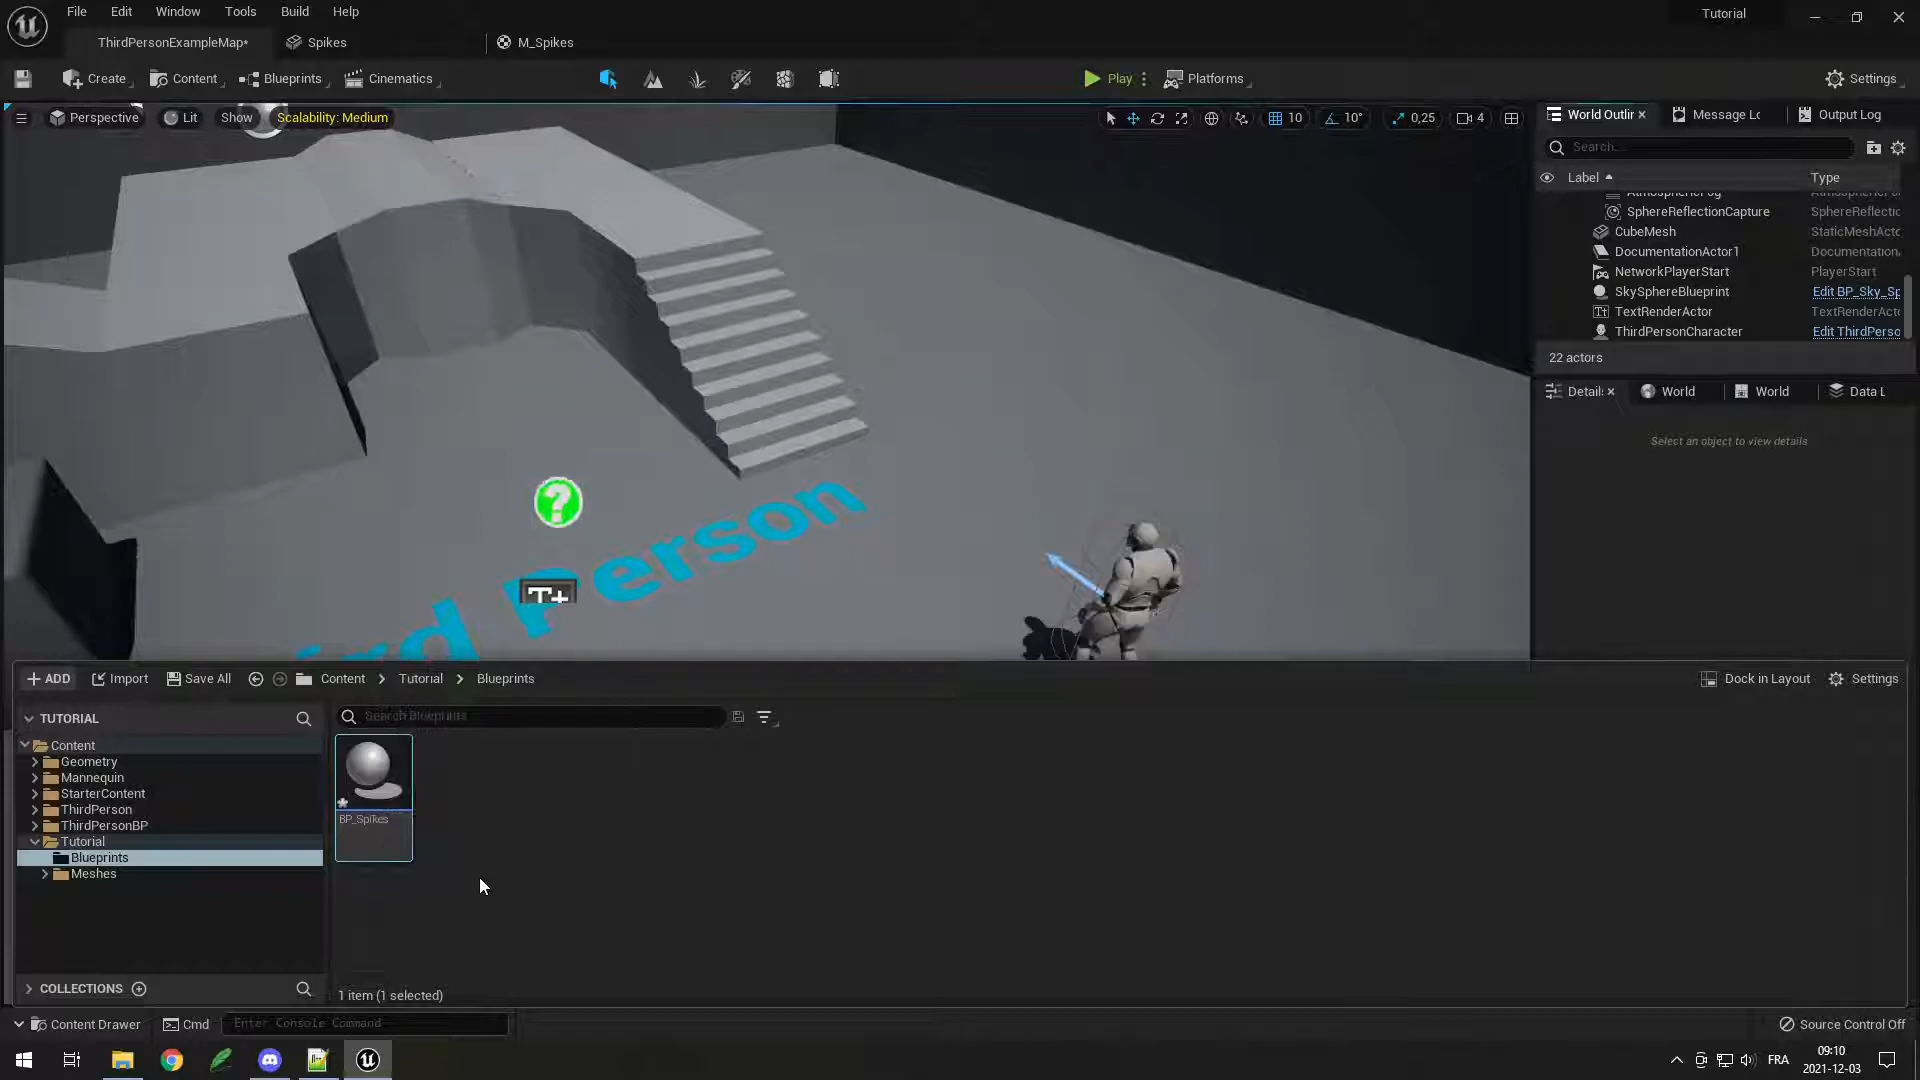 File Edit Window Tools Build Help
Tutorial
ThirdPersonExampleMap*
Spikes
M_Spikes
Create
Content
Blueprints
Cinematics
Play
Platforms
Settings
Perspective
Lit
Show
Scalability: Medium
10
10°
0,25
4
World Outlir
Message Lc
Output Log
Search...
Label
Type
SphereReflectionCapture
SphereReflectic
CubeMesh
StaticMeshActc
DocumentationActor1
Documentation
NetworkPlayerStart
PlayerStart
SkySphereBlueprint
Edit BP_Sky_Sp
TextRenderActor
TextRenderActc
ThirdPersonCharacter
Edit ThirdPerso
22 actors
Detail:
World
World
Data L
Select an object to view details
ird Person
T+
ADD
Import
Save All
Content
Tutorial
Blueprints
Dock in Layout
Settings
TUTORIAL
Search Blueprints
Content
Geometry
Mannequin
StarterContent
ThirdPerson
ThirdPersonBP
Tutorial
Blueprints
Meshes
BP_Spikes
COLLECTIONS
1 item (1 selected)
Content Drawer
Cmd
Enter Console Command
Source Control Off
FRA
09:10
2021-12-03